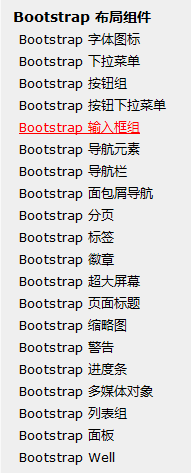 Bootstrap 布局组件
Bootstrap 字体图标
Bootstrap 下拉菜单
Bootstrap 按钮组
Bootstrap 按钮下拉菜单
Bootstrap 输入框组
Bootstrap 导航元素
Bootstrap 导航栏
Bootstrap 面包屑导航
Bootstrap 分页
Bootstrap 标签
Bootstrap 徽章
Bootstrap 超大屏幕
Bootstrap 页面标题
Bootstrap 缩略图
Bootstrap 警告
Bootstrap 进度条
Bootstrap 多媒体对象
Bootstrap 列表组
Bootstrap 面板
Bootstrap Well